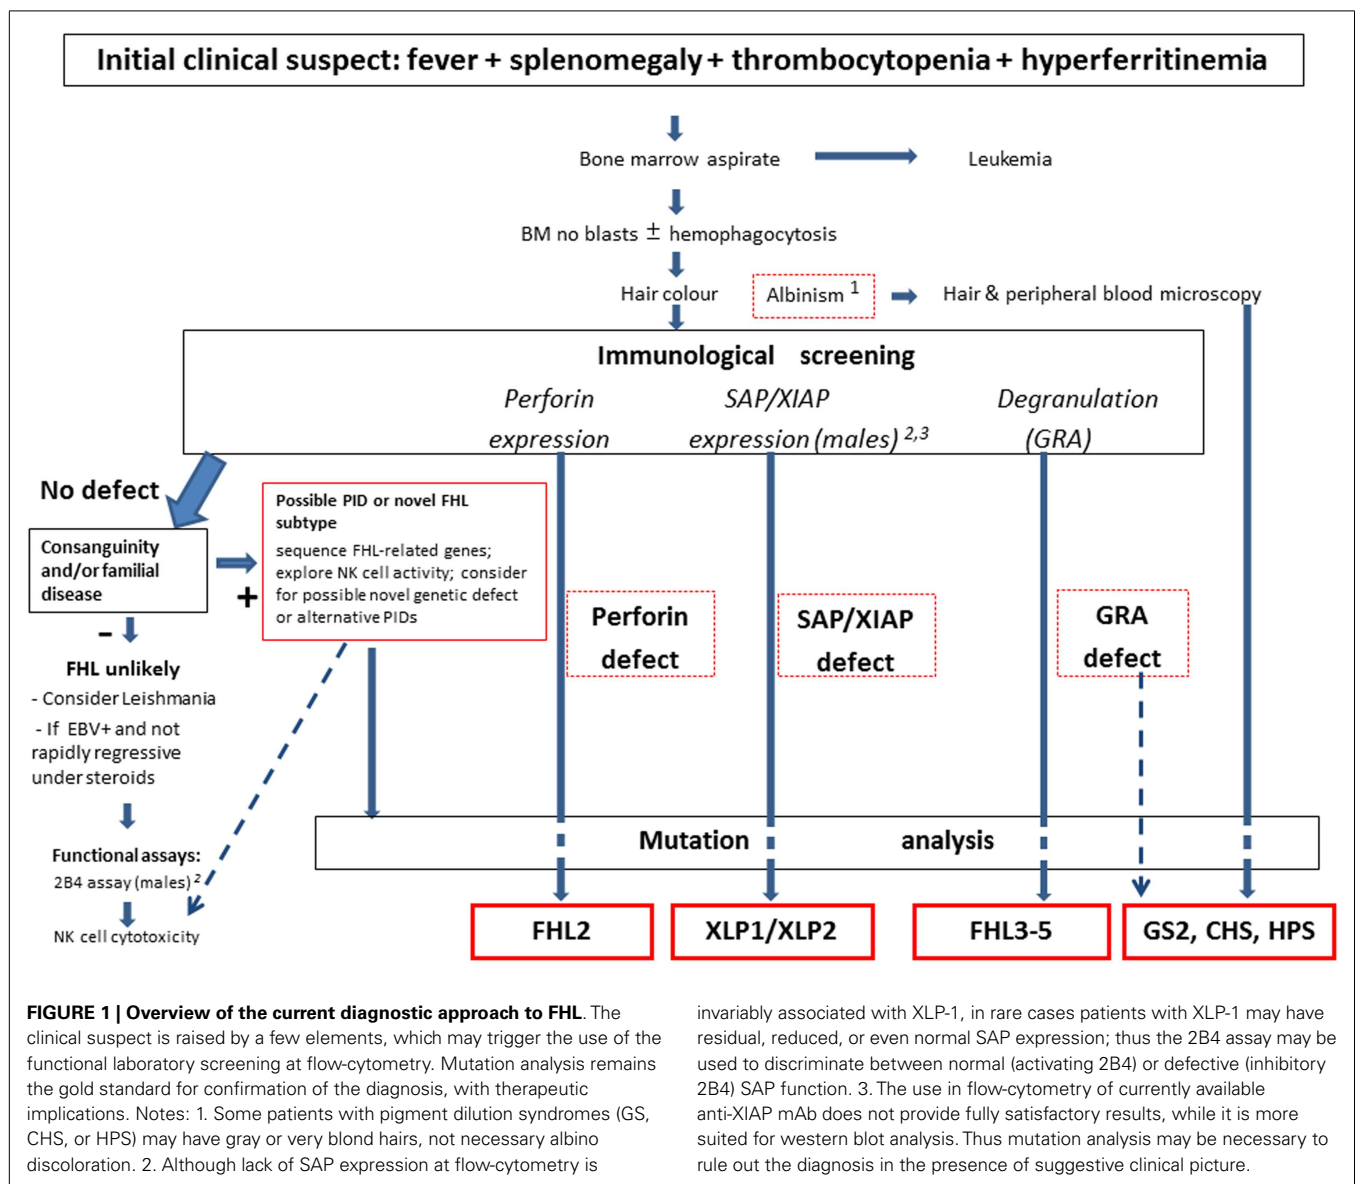 Initial clinical suspect: fever + splenomegaly + thrombocytopenia + hyperferritinemia
Bone marrow aspirate
Leukemia
BM no blasts ± hemophagocytosis
Hair colour
Albinism 1
Hair & peripheral blood microscopy
Immunological screening
Perforin
expression
SAP/XIAP
expression (males) 2,3
Degranulation
(GRA)
No defect
Consanguinity
and/or familial
disease
+
Possible PID or novel FHL
subtype
sequence FHL-related genes;
explore NK cell activity; consider
for possible novel genetic defect
or alternative PIDs
Perforin
defect
SAP/XIAP
defect
GRA
defect
–
FHL unlikely
- Consider Leishmania
- If EBV+ and not
rapidly regressive
under steroids
Functional assays:
2B4 assay (males) 2
NK cell cytotoxicity
Mutation analysis
FHL2
XLP1/XLP2
FHL3-5
GS2, CHS, HPS
FIGURE 1 | Overview of the current diagnostic approach to FHL. The
clinical suspect is raised by a few elements, which may trigger the use of the
functional laboratory screening at flow-cytometry. Mutation analysis remains
the gold standard for confirmation of the diagnosis, with therapeutic
implications. Notes: 1. Some patients with pigment dilution syndromes (GS,
CHS, or HPS) may have gray or very blond hairs, not necessary albino
discoloration. 2. Although lack of SAP expression at flow-cytometry is
invariably associated with XLP-1, in rare cases patients with XLP-1 may have
residual, reduced, or even normal SAP expression; thus the 2B4 assay may be
used to discriminate between normal (activating 2B4) or defective (inhibitory
2B4) SAP function. 3. The use in flow-cytometry of currently available
anti-XIAP mAb does not provide fully satisfactory results, while it is more
suited for western blot analysis. Thus mutation analysis may be necessary to
rule out the diagnosis in the presence of suggestive clinical picture.